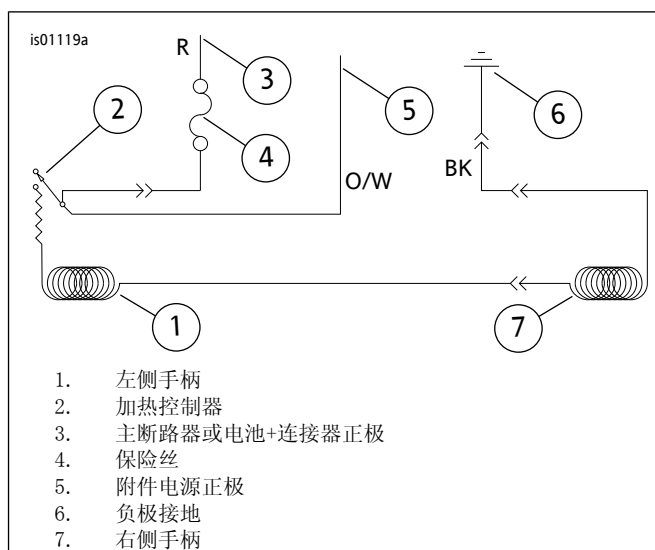 is01119a
R
3
2
5
6
4
O/W
BK
1
7
1. 左侧手柄
2. 加热控制器
3. 主断路器或电池+连接器正极
4. 保险丝
5. 附件电源正极
6. 负极接地
7. 右侧手柄